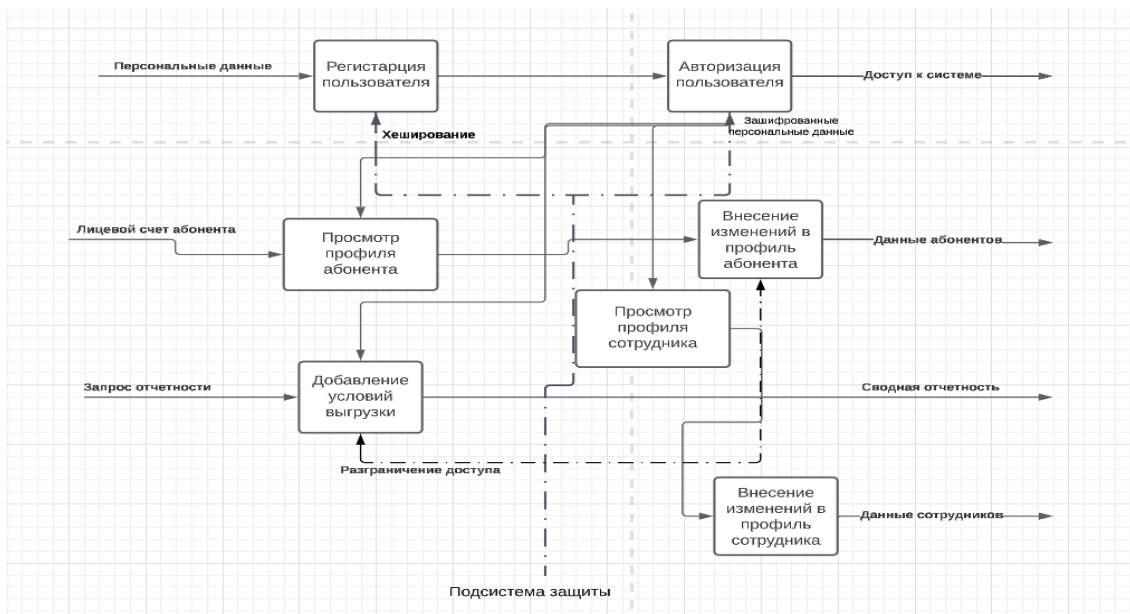 Персональные данные
Регистарция
пользователя
Авторизация
пользователя
Доступ к системе
Хеширование
Зашифрованные
персональные данные
Лицевой счет абонента
Просмотр
профиля
абонента
Внесение
изменений в
профиль
абонента
Данные абонентов
Просмотр
профиля
сотрудника
Запрос отчетности
Добавление
условий
выгрузки
Сводная отчетность
Разграничение доступа
Внесение
изменений в
профиль
сотрудника
Данные сотрудников
Подсистема защиты